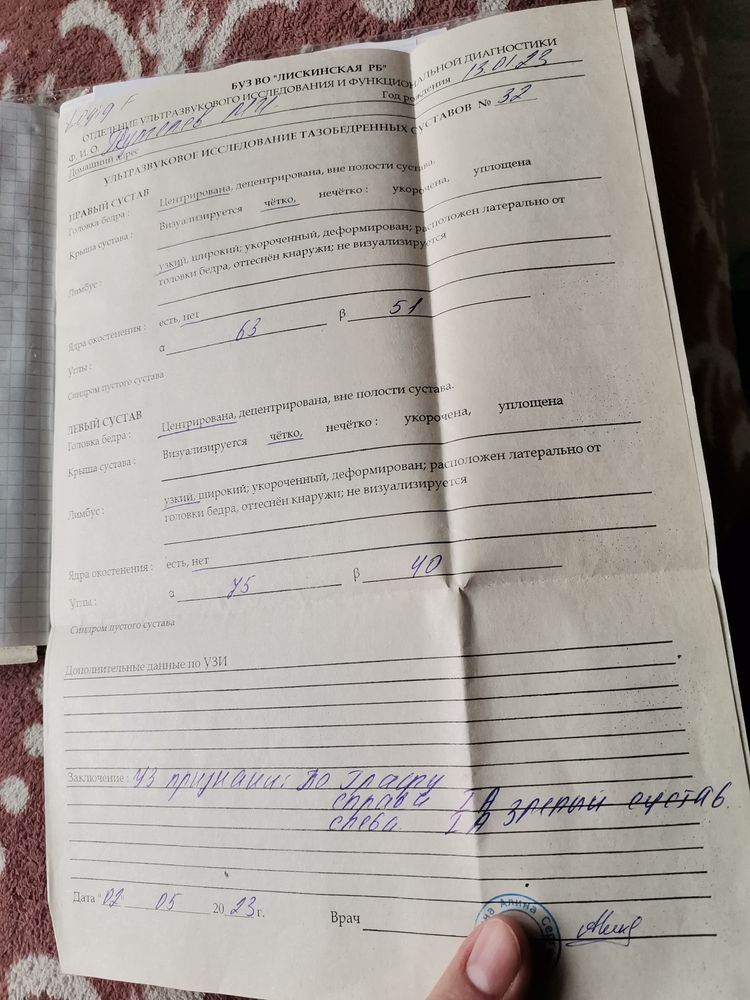 БУЗ ВО "ЛИСКИНСКАЯ РБ"
ОТДЕЛЕНИЕ УЛЬТРАЗВУКОВОГО ИССЛЕДОВАНИЯ И ФУНКЦИОНАЛЬНОЙ ДИАГНОСТИКИ
Ф. И. О. М И Год рождения 13.01.23
Домашний адрес
УЛЬТРАЗВУКОВОЕ ИССЛЕДОВАНИЕ ТАЗОБЕДРЕННЫХ СУСТАВОВ № 32
ПРАВЫЙ СУСТАВ
Головка бедра : Центрирована, децентрирована, вне полости сустава.
Крыша сустава : Визуализируется чётко, нечётко : укорочена, уплощена
Лимбус : узкий, широкий; укороченный, деформирован; расположен латерально от
головки бедра, оттеснён кнаружи; не визуализируется
Ядра окостенения : есть, нет
Углы : α 63 β 51
Синдром пустого сустава
ЛЕВЫЙ СУСТАВ
Головка бедра : Центрирована, децентрирована, вне полости сустава.
Крыша сустава : Визуализируется чётко, нечётко : укорочена, уплощена
Лимбус : узкий, широкий; укороченный, деформирован; расположен латерально от
головки бедра, оттеснён кнаружи; не визуализируется
Ядра окостенения : есть, нет
Углы : α 75 β 40
Синдром пустого сустава
Дополнительные данные по УЗИ
Заключение : УЗ признаки: по Графу
справа I А
слева I А зрелый сустав
Дата "02" 05 2023 г.
Врач
Алина